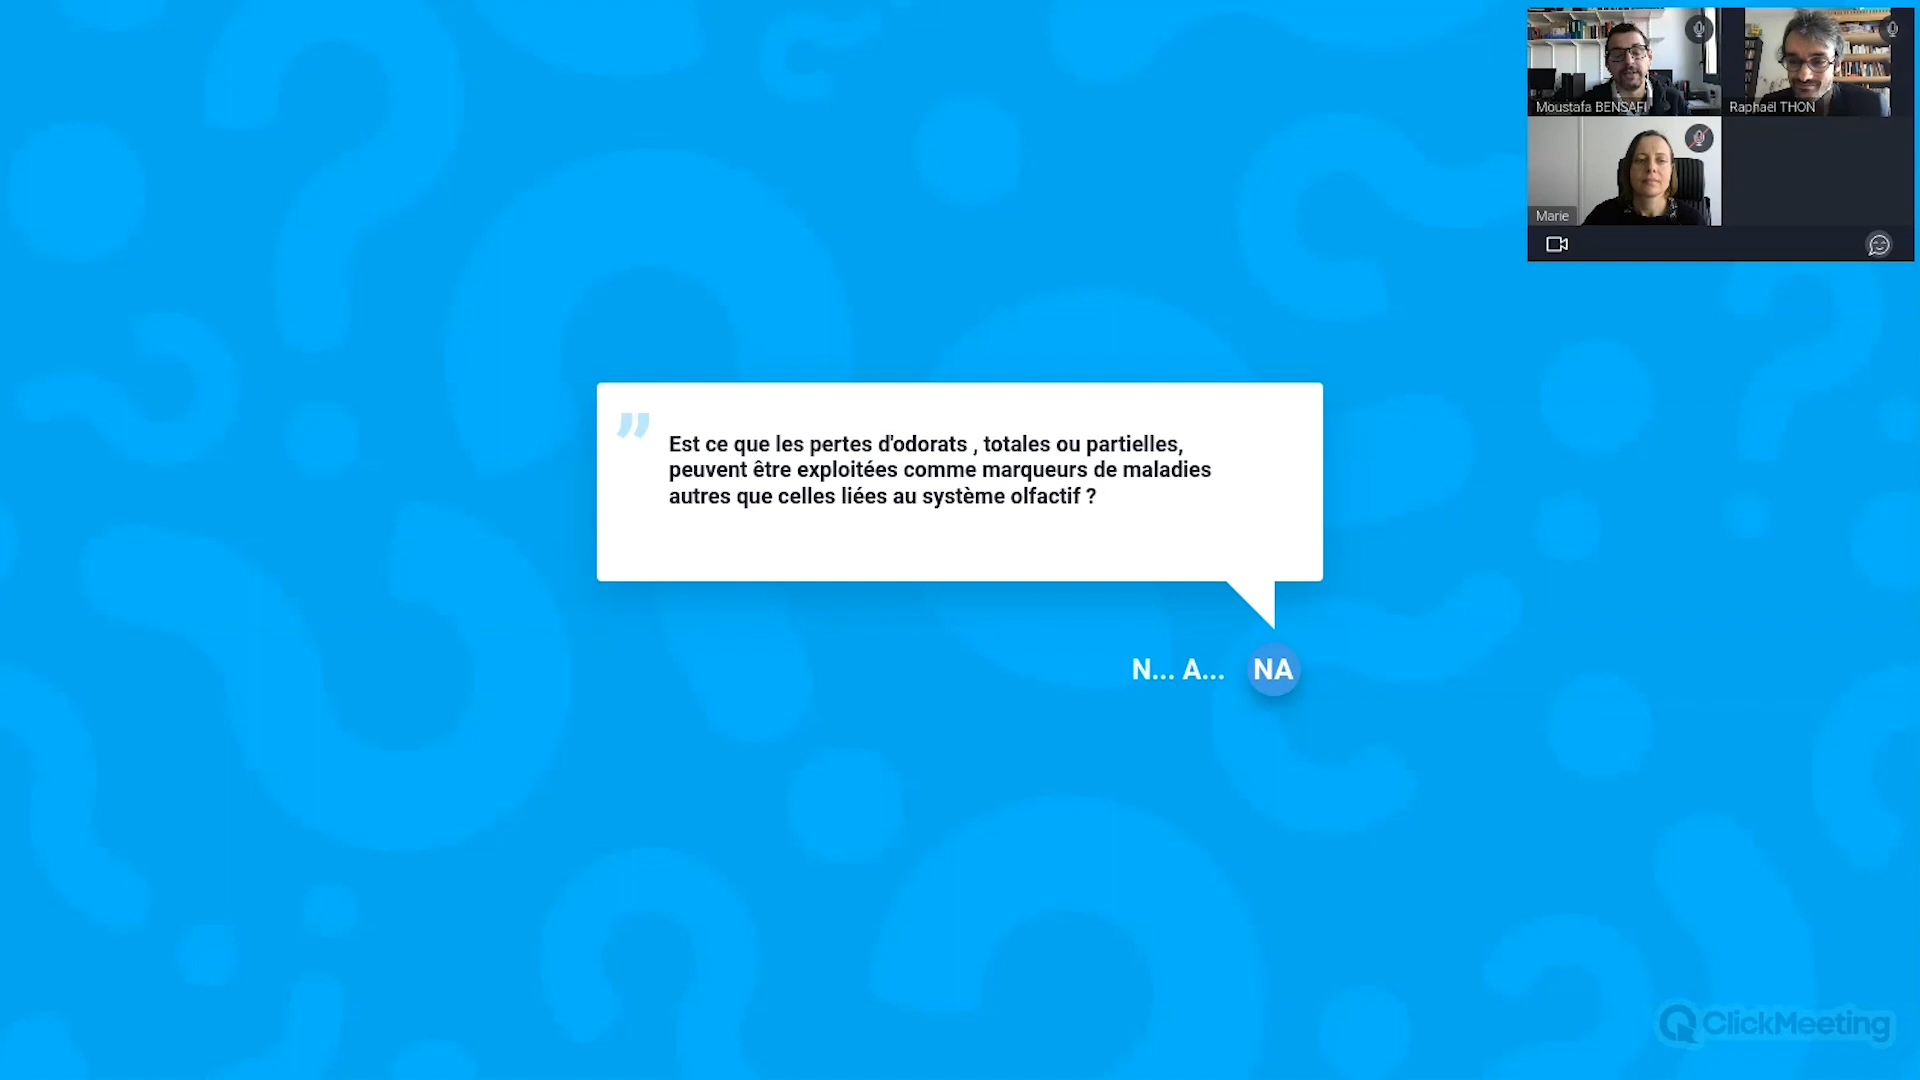 Moustafa BENSAFI
Raphaël THON
Marie
”
Est ce que les pertes d'odorats , totales ou partielles,
peuvent être exploitées comme marqueurs de maladies
autres que celles liées au système olfactif ?
N... A...
NA
ClickMeeting